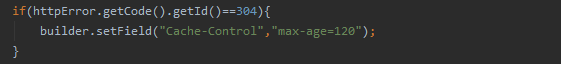 if(httpError.getCode().getId()==304){
    builder.setField("Cache-Control","max-age=120");
}